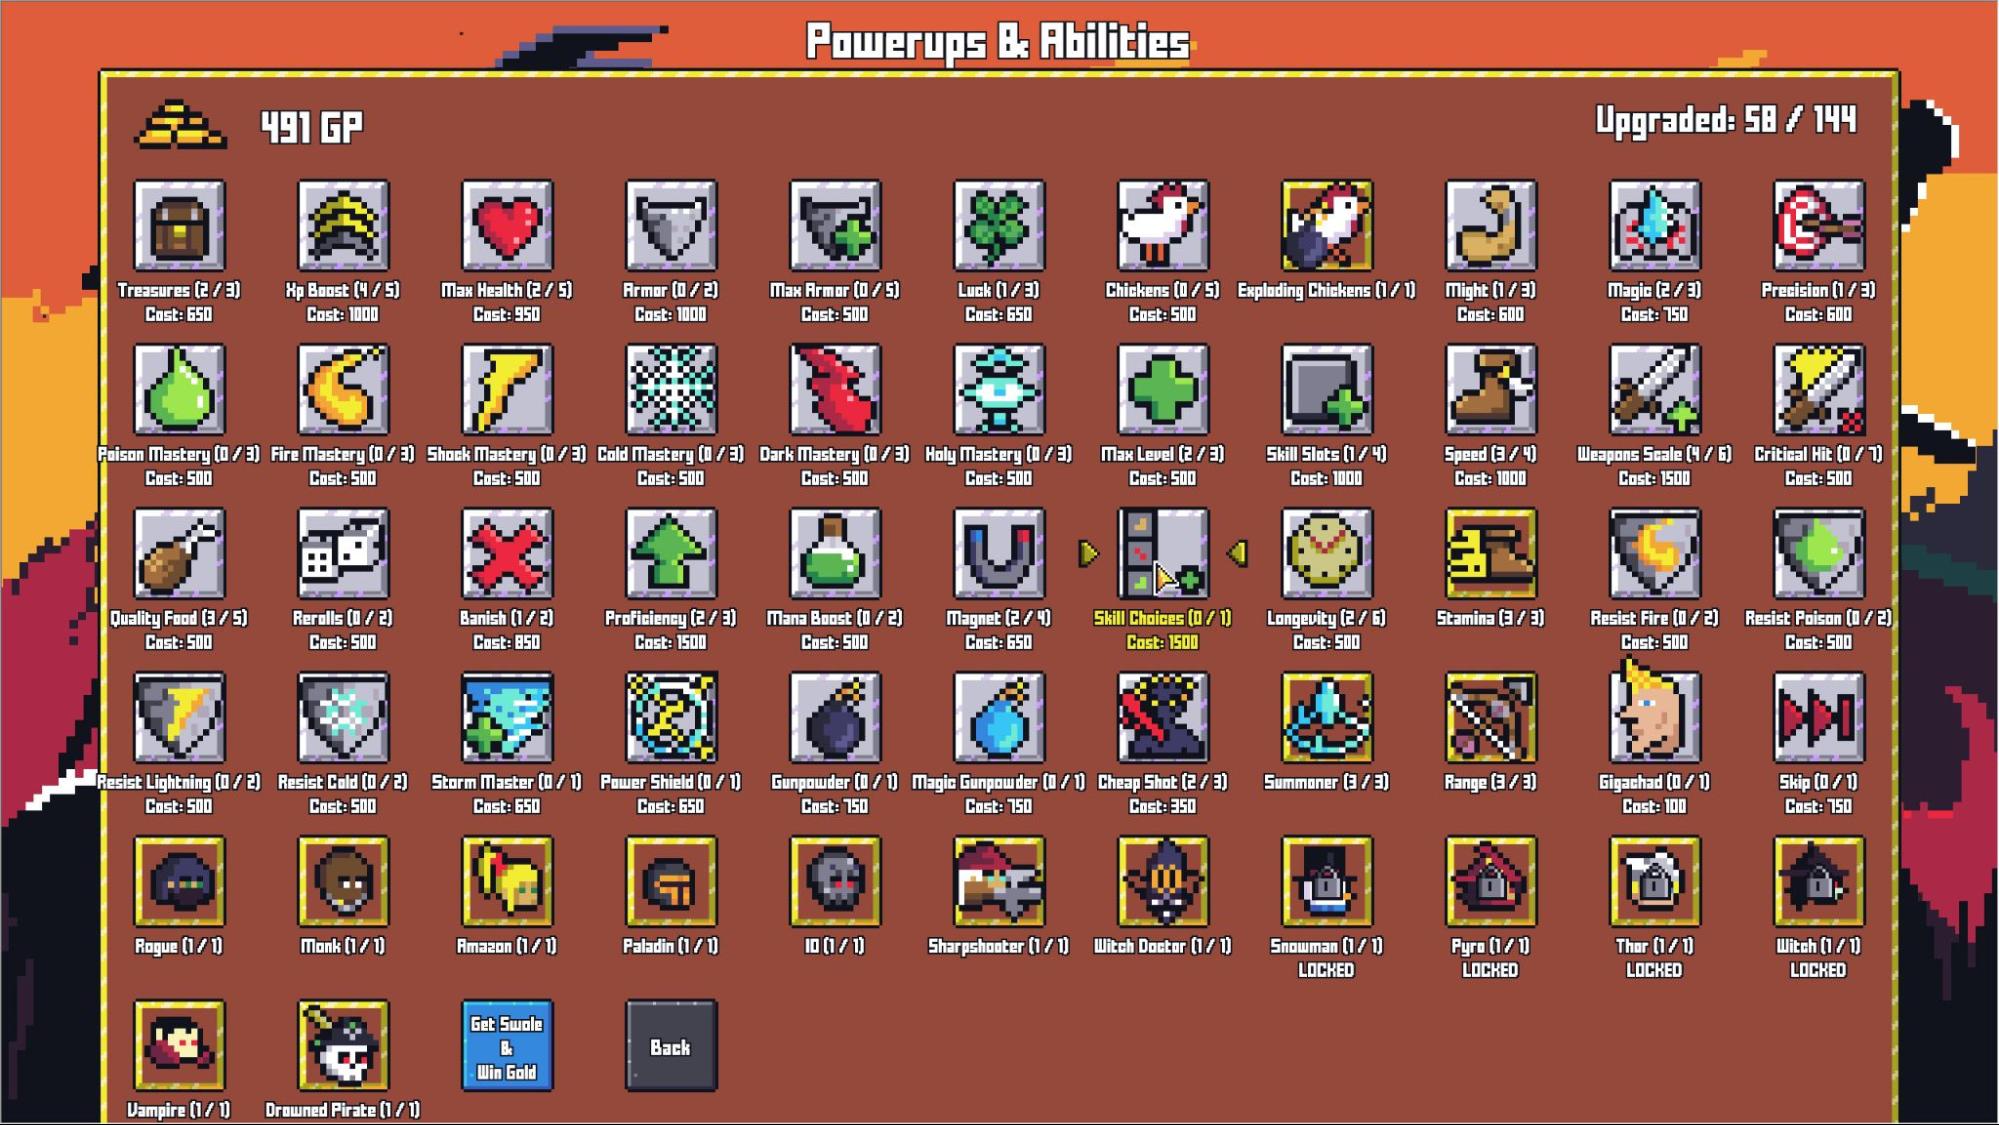 Powerups & Abilities
491 GP
Upgraded: 58 / 144
Treasures (2 / 3)
Cost: 650
Xp Boost (4 / 5)
Cost: 1000
Max Health (2 / 5)
Cost: 950
Armor (0 / 2)
Cost: 1000
Max Armor (0 / 5)
Cost: 500
Luck (1 / 3)
Cost: 650
Chickens (0 / 5)
Cost: 500
Exploding Chickens (1 / 1)
Might (1 / 3)
Cost: 600
Magic (2 / 3)
Cost: 750
Precision (1 / 3)
Cost: 600
Poison Mastery (0 / 3)
Cost: 500
Fire Mastery (0 / 3)
Cost: 500
Shock Mastery (0 / 3)
Cost: 500
Cold Mastery (0 / 3)
Cost: 500
Dark Mastery (0 / 3)
Cost: 500
Holy Mastery (0 / 3)
Cost: 500
Max Level (2 / 3)
Cost: 500
Skill Slots (1 / 4)
Cost: 1000
Speed (3 / 4)
Cost: 1000
Weapons Scale (4 / 6)
Cost: 1500
Critical Hit (0 / 7)
Cost: 500
Quality Food (3 / 5)
Cost: 500
Rerolls (0 / 2)
Cost: 500
Banish (1 / 2)
Cost: 850
Proficiency (2 / 3)
Cost: 1500
Mana Boost (0 / 2)
Cost: 500
Magnet (2 / 4)
Cost: 650
Skill Choices (0 / 1)
Cost: 1500
Longevity (2 / 6)
Cost: 500
Stamina (3 / 3)
Resist Fire (0 / 2)
Cost: 500
Resist Poison (0 / 2)
Cost: 500
Resist Lightning (0 / 2)
Cost: 500
Resist Cold (0 / 2)
Cost: 500
Storm Master (0 / 1)
Cost: 650
Power Shield (0 / 1)
Cost: 650
Gunpowder (0 / 1)
Cost: 750
Magic Gunpowder (0 / 1)
Cost: 750
Cheap Shot (2 / 3)
Cost: 350
Summoner (3 / 3)
Range (3 / 3)
Gigachad (0 / 1)
Cost: 100
Skip (0 / 1)
Cost: 750
Rogue (1 / 1)
Monk (1 / 1)
Amazon (1 / 1)
Paladin (1 / 1)
IO (1 / 1)
Sharpshooter (1 / 1)
Witch Doctor (1 / 1)
Snowman (1 / 1)
LOCKED
Pyro (1 / 1)
LOCKED
Thor (1 / 1)
LOCKED
Witch (1 / 1)
LOCKED
Vampire (1 / 1)
Drowned Pirate (1 / 1)
Get Swole
&
Win Gold
Back